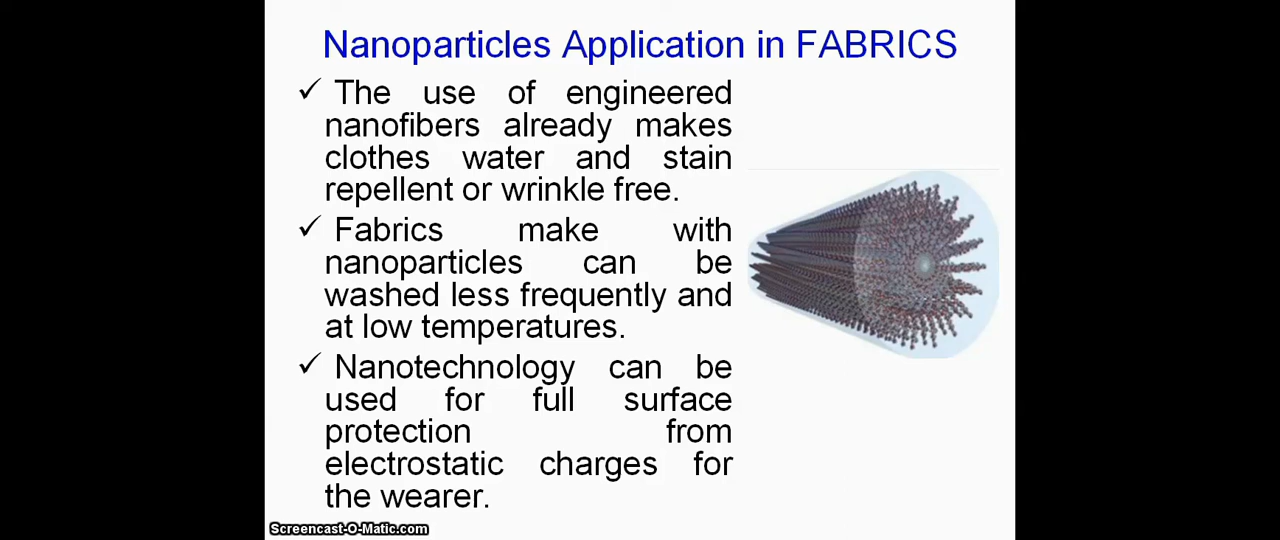 Nanoparticles Application in FABRICS
✓ The use of engineered
nanofibers already makes
clothes water and stain
repellent or wrinkle free.
✓ Fabrics make with
nanoparticles can be
washed less frequently and
at low temperatures.
✓ Nanotechnology can be
used for full surface
protection from
electrostatic charges for
the wearer.
Screencast-O-Matic.com